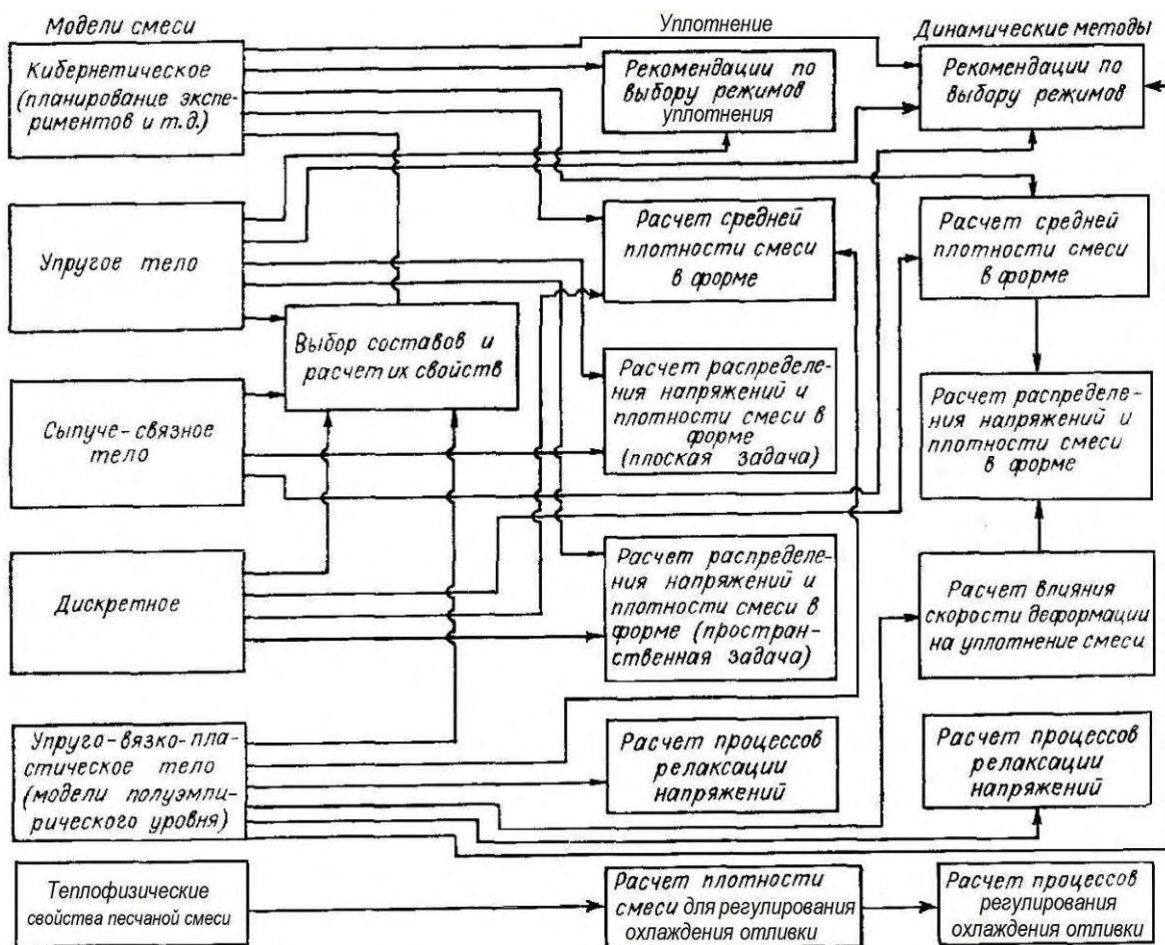 Модели смеси
Кибернетическое
(планирование экспе-
риментов и т.д.)
Упругое тело
Сыпуче-связное
тело
Дискретное
Упруго-вязко-пла-
стическое тело
(модели полуэмпи-
рического уровня)
Теплофизические
свойства песчаной смеси
Выбор составов и
расчет их свойств
Уплотнение
Рекомендации по
выбору режимов
уплотнения
Расчет средней
плотности смеси
в форме
Расчет распределе-
ния напряжений и
плотности смеси в
форме
(плоская задача)
Расчет распределе-
ния напряжений и
плотности смеси в
форме (простран-
ственная задача)
Расчет процессов
релаксации
напряжений
Расчет плотности
смеси для регулирования
охлаждения отливки
Динамические методы
Рекомендации по
выбору режимов
Расчет средней
плотности смеси
в форме
Расчет распределе-
ния напряжений и
плотности смеси
в форме
Расчет влияния
скорости деформации
на уплотнение смеси
Расчет процессов
релаксации
напряжений
Расчет процессов
регулирования
охлаждения отливки